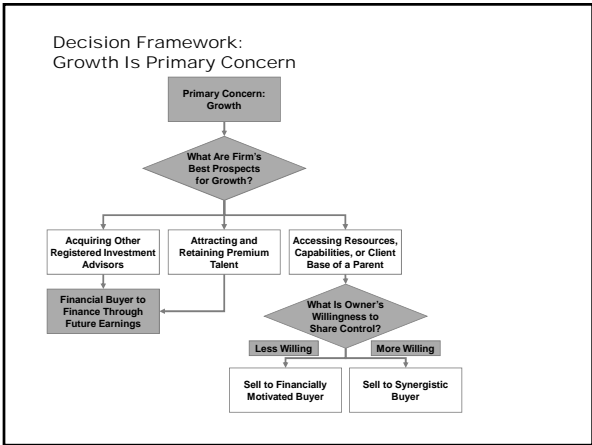 Decision Framework:
Growth Is Primary Concern
Primary Concern:
Growth
What Are Firm's
Best Prospects
for Growth?
Acquiring Other
Registered Investment
Advisors
Attracting and
Retaining Premium
Talent
Accessing Resources,
Capabilities, or Client
Base of a Parent
Financial Buyer to
Finance Through
Future Earnings
What Is Owner's
Willingness to
Share Control?
Less Willing
More Willing
Sell to Financially
Motivated Buyer
Sell to Synergistic
Buyer